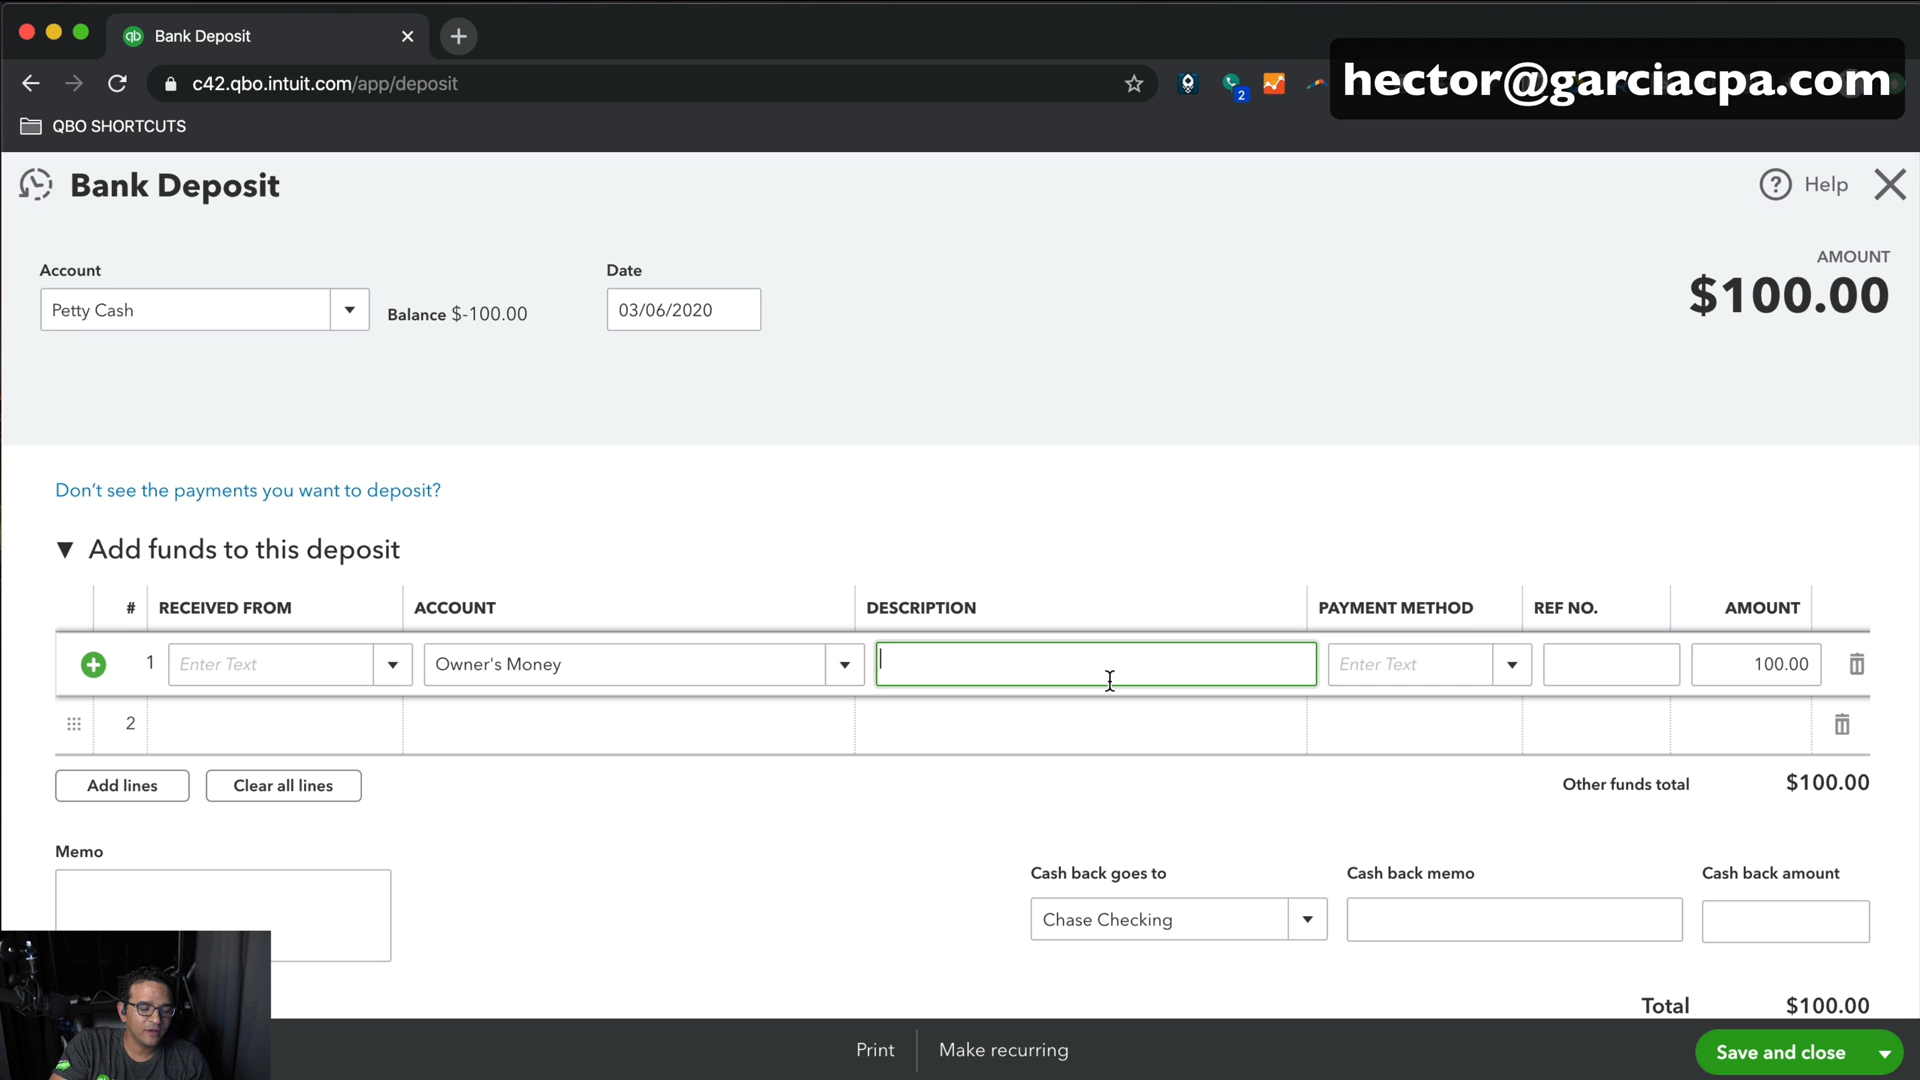 Bank Deposit
c42.qbo.intuit.com/app/deposit
2
hector@garciacpa.com
QBO SHORTCUTS
Bank Deposit
Help
Account
Date
AMOUNT
Petty Cash
Balance $-100.00
03/06/2020
$100.00
Don't see the payments you want to deposit?
Add funds to this deposit
# RECEIVED FROM ACCOUNT DESCRIPTION PAYMENT METHOD REF NO. AMOUNT
1 Enter Text Owner's Money Enter Text 100.00
2
Add lines Clear all lines Other funds total $100.00
Memo
Cash back goes to Cash back memo Cash back amount
Chase Checking
Total $100.00
Print Make recurring Save and close